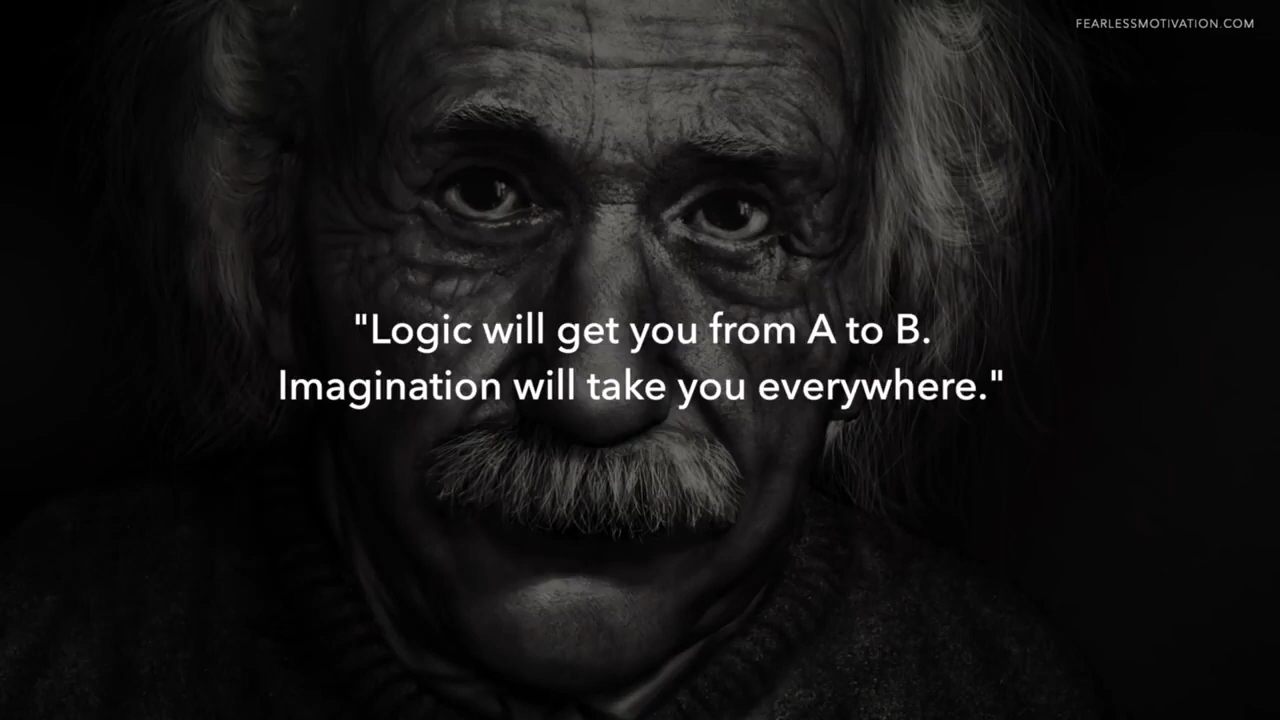 FEARLESSMOTIVATION.COM
"Logic will get you from A to B.
Imagination will take you everywhere."